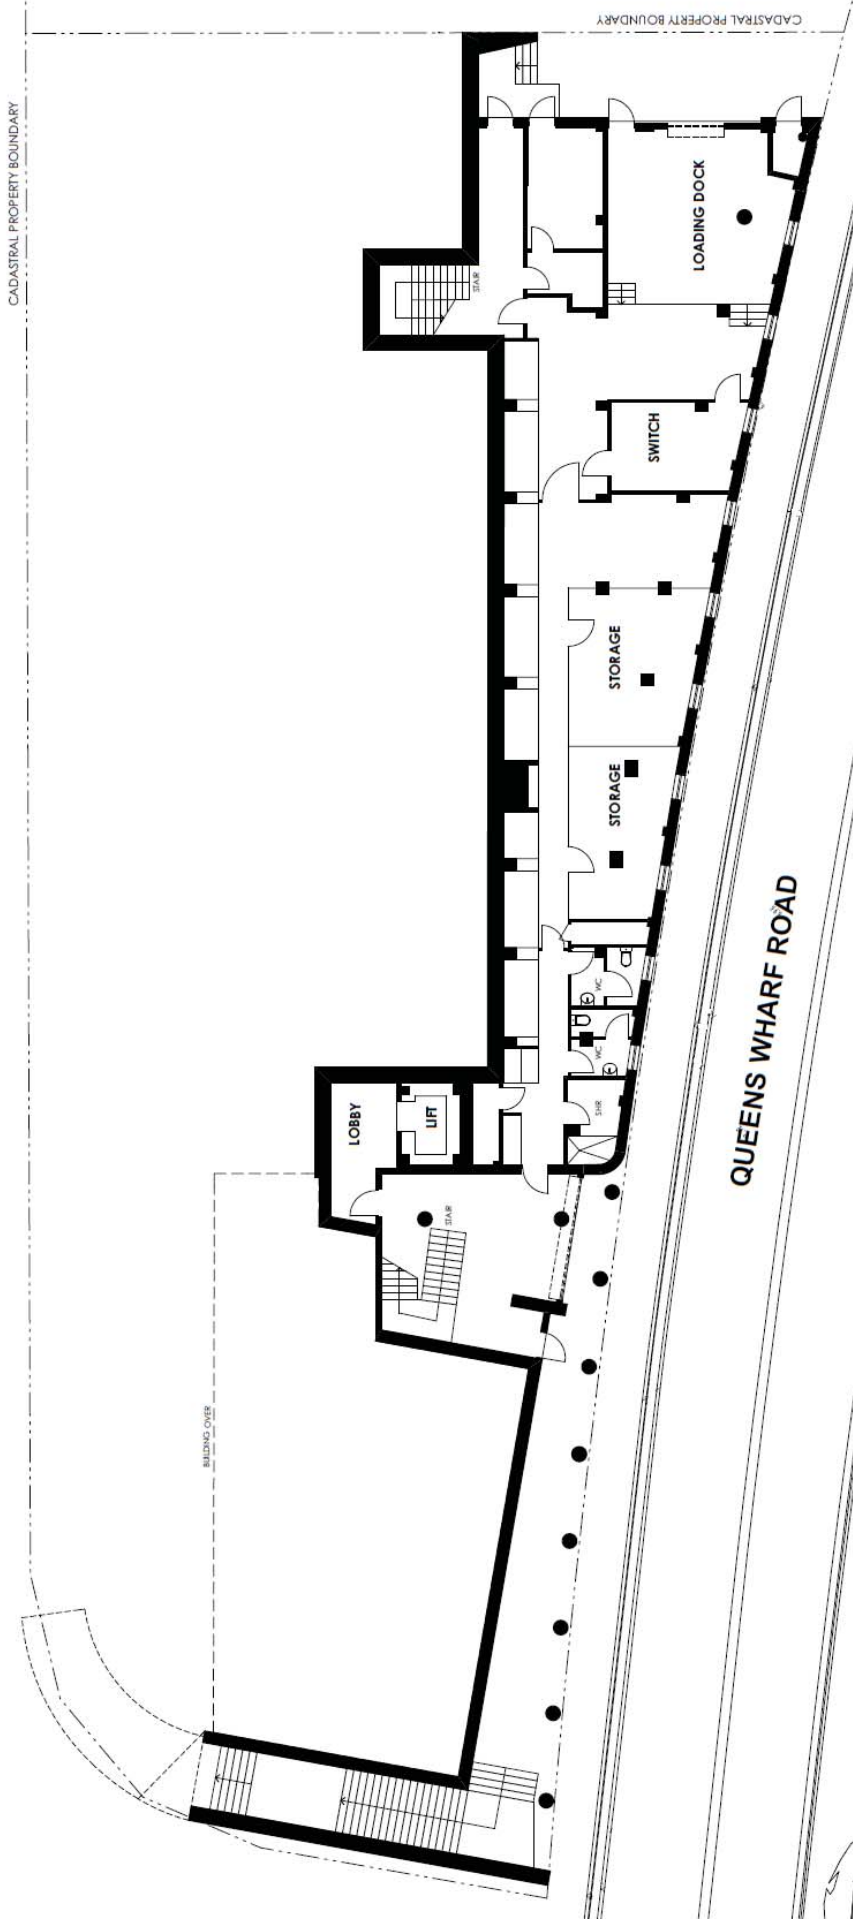 CADASTRAL PROPERTY BOUNDARY
CADASTRAL PROPERTY BOUNDARY
LOADING DOCK
STAIR
SWITCH
STORAGE
STORAGE
QUEENS WHARF ROAD
WC
WC
SHR
LOBBY
LIFT
STAIR
BUILDING OVER